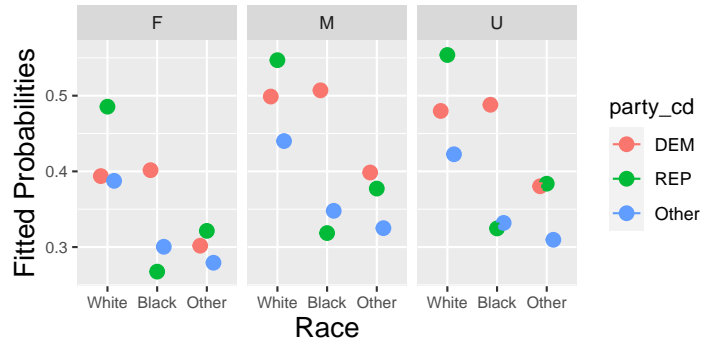 F M U
Fitted Probabilities
0.5
0.4
0.3
White Black Other White Black Other White Black Other
Race
party_cd
DEM
REP
Other